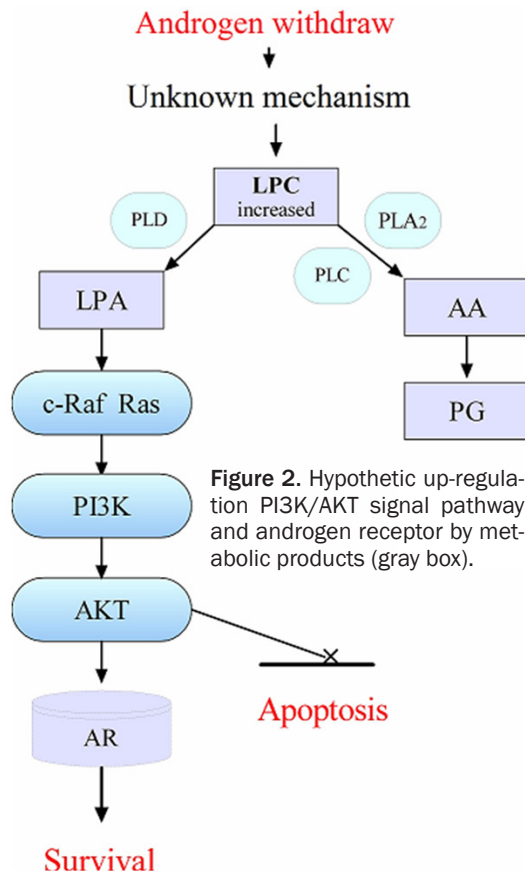 Androgen withdraw
Unknown mechanism
LPC
increased
PLD
PLA2
PLC
LPA
AA
c-Raf Ras
PG
Figure 2. Hypothetic up-regula-
tion PI3K/AKT signal pathway
and androgen receptor by met-
abolic products (gray box).
PI3K
AKT
Apoptosis
AR
Survival